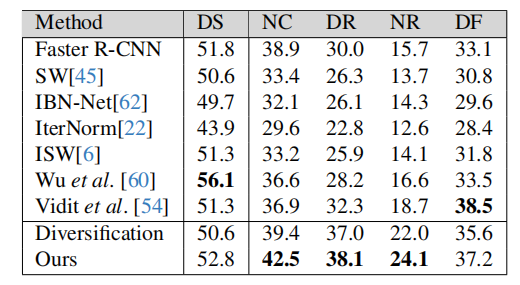 Method DS NC DR NR DF
Faster R-CNN 51.8 38.9 30.0 15.7 33.1
SW[45] 50.6 33.4 26.3 13.7 30.8
IBN-Net[62] 49.7 32.1 26.1 14.3 29.6
IterNorm[22] 43.9 29.6 22.8 12.6 28.4
ISW[6] 51.3 33.2 25.9 14.1 31.8
Wu et al. [60] 56.1 36.6 28.2 16.6 33.5
Vidit et al. [54] 51.3 36.9 32.3 18.7 38.5
Diversification 50.6 39.4 37.0 22.0 35.6
Ours 52.8 42.5 38.1 24.1 37.2